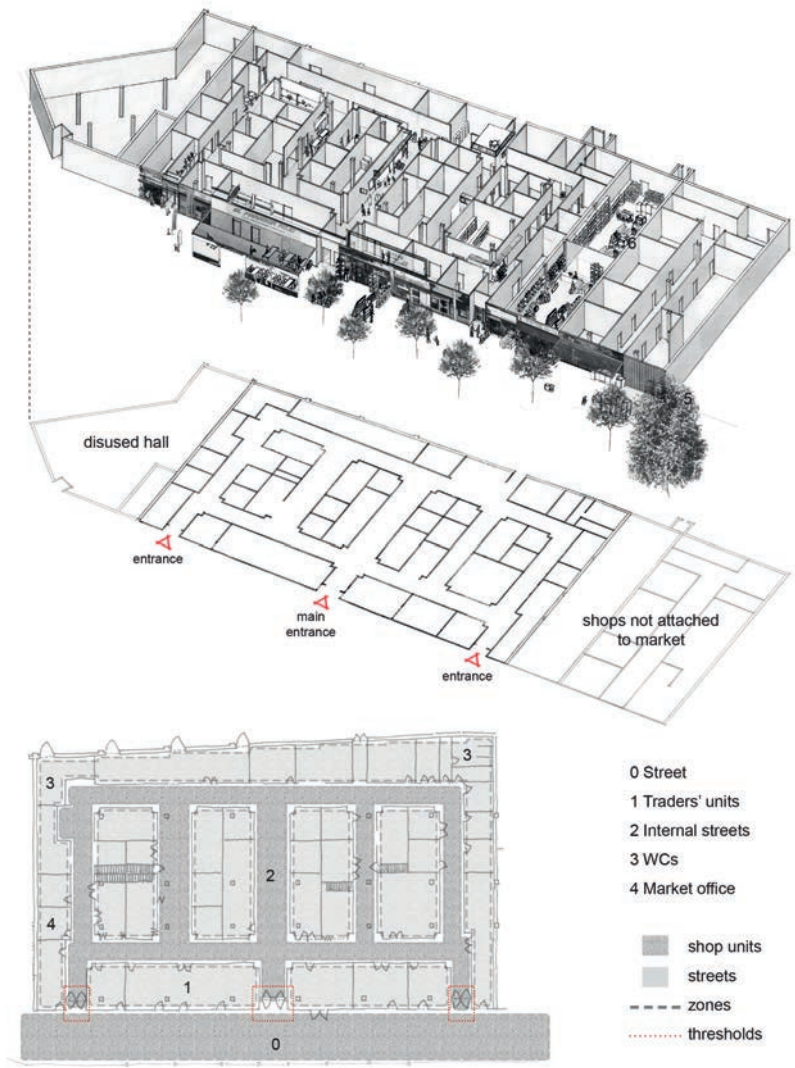 6
5
disused hall
entrance
main
entrance
entrance
shops not attached
to market
3
3
2
4
1
0
0 Street
1 Traders' units
2 Internal streets
3 WCs
4 Market office
shop units
streets
zones
thresholds